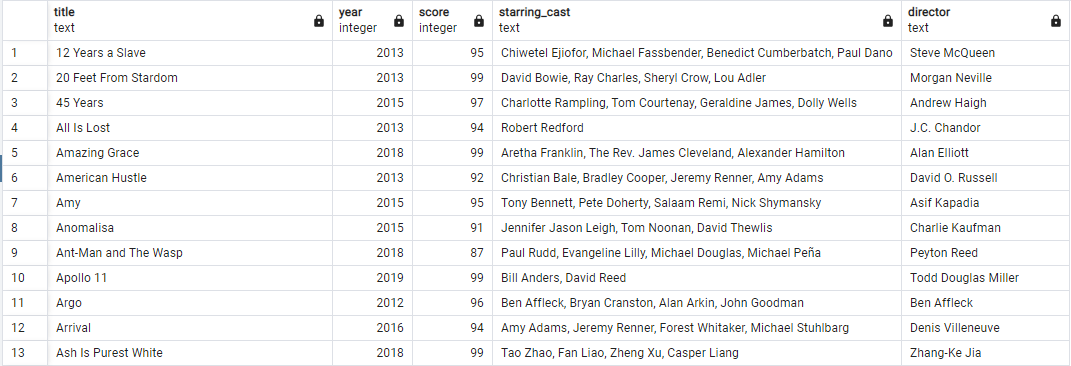 title year score starring_cast director
text integer integer text text
1 12 Years a Slave 2013 95 Chiwetel Ejiofor, Michael Fassbender, Benedict Cumberbatch, Paul Dano Steve McQueen
2 20 Feet From Stardom 2013 99 David Bowie, Ray Charles, Sheryl Crow, Lou Adler Morgan Neville
3 45 Years 2015 97 Charlotte Rampling, Tom Courtenay, Geraldine James, Dolly Wells Andrew Haigh
4 All Is Lost 2013 94 Robert Redford J.C. Chandor
5 Amazing Grace 2018 99 Aretha Franklin, The Rev. James Cleveland, Alexander Hamilton Alan Elliott
6 American Hustle 2013 92 Christian Bale, Bradley Cooper, Jeremy Renner, Amy Adams David O. Russell
7 Amy 2015 95 Tony Bennett, Pete Doherty, Salaam Remi, Nick Shymansky Asif Kapadia
8 Anomalisa 2015 91 Jennifer Jason Leigh, Tom Noonan, David Thewlis Charlie Kaufman
9 Ant-Man and The Wasp 2018 87 Paul Rudd, Evangeline Lilly, Michael Douglas, Michael Peña Peyton Reed
10 Apollo 11 2019 99 Bill Anders, David Reed Todd Douglas Miller
11 Argo 2012 96 Ben Affleck, Bryan Cranston, Alan Arkin, John Goodman Ben Affleck
12 Arrival 2016 94 Amy Adams, Jeremy Renner, Forest Whitaker, Michael Stuhlbarg Denis Villeneuve
13 Ash Is Purest White 2018 99 Tao Zhao, Fan Liao, Zheng Xu, Casper Liang Zhang-Ke Jia